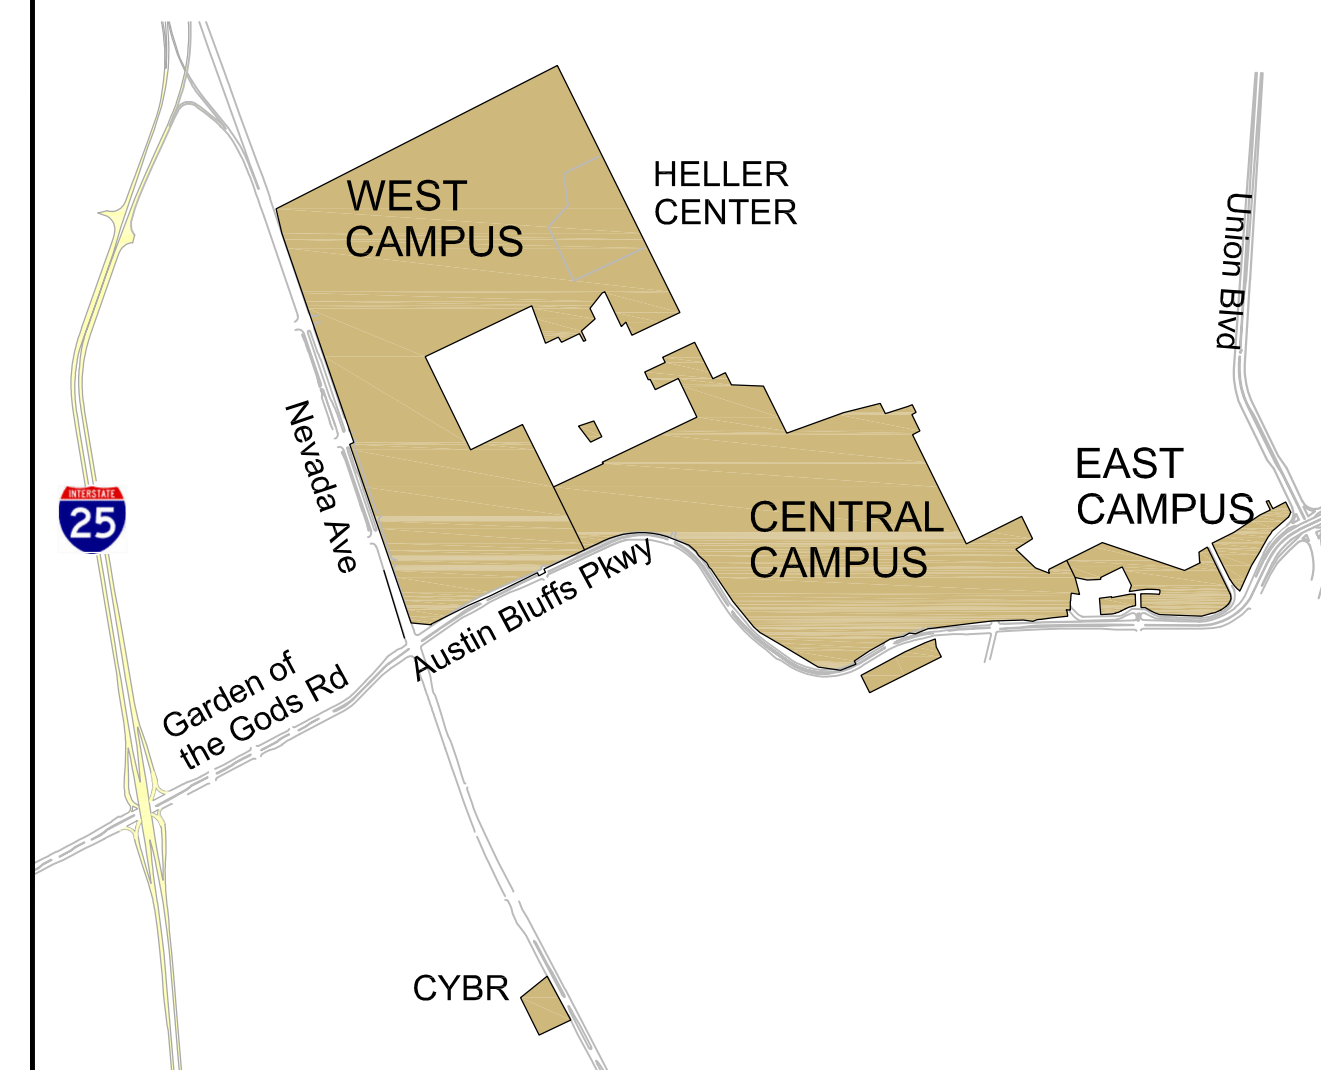 HELLER
CENTER
WEST
CAMPUS
Union Blvd
Nevada Ave
EAST
CAMPUS
INTERSTATE
25
CENTRAL
CAMPUS
Austin Bluffs Pkwy
Garden of
the Gods Rd
CYBR